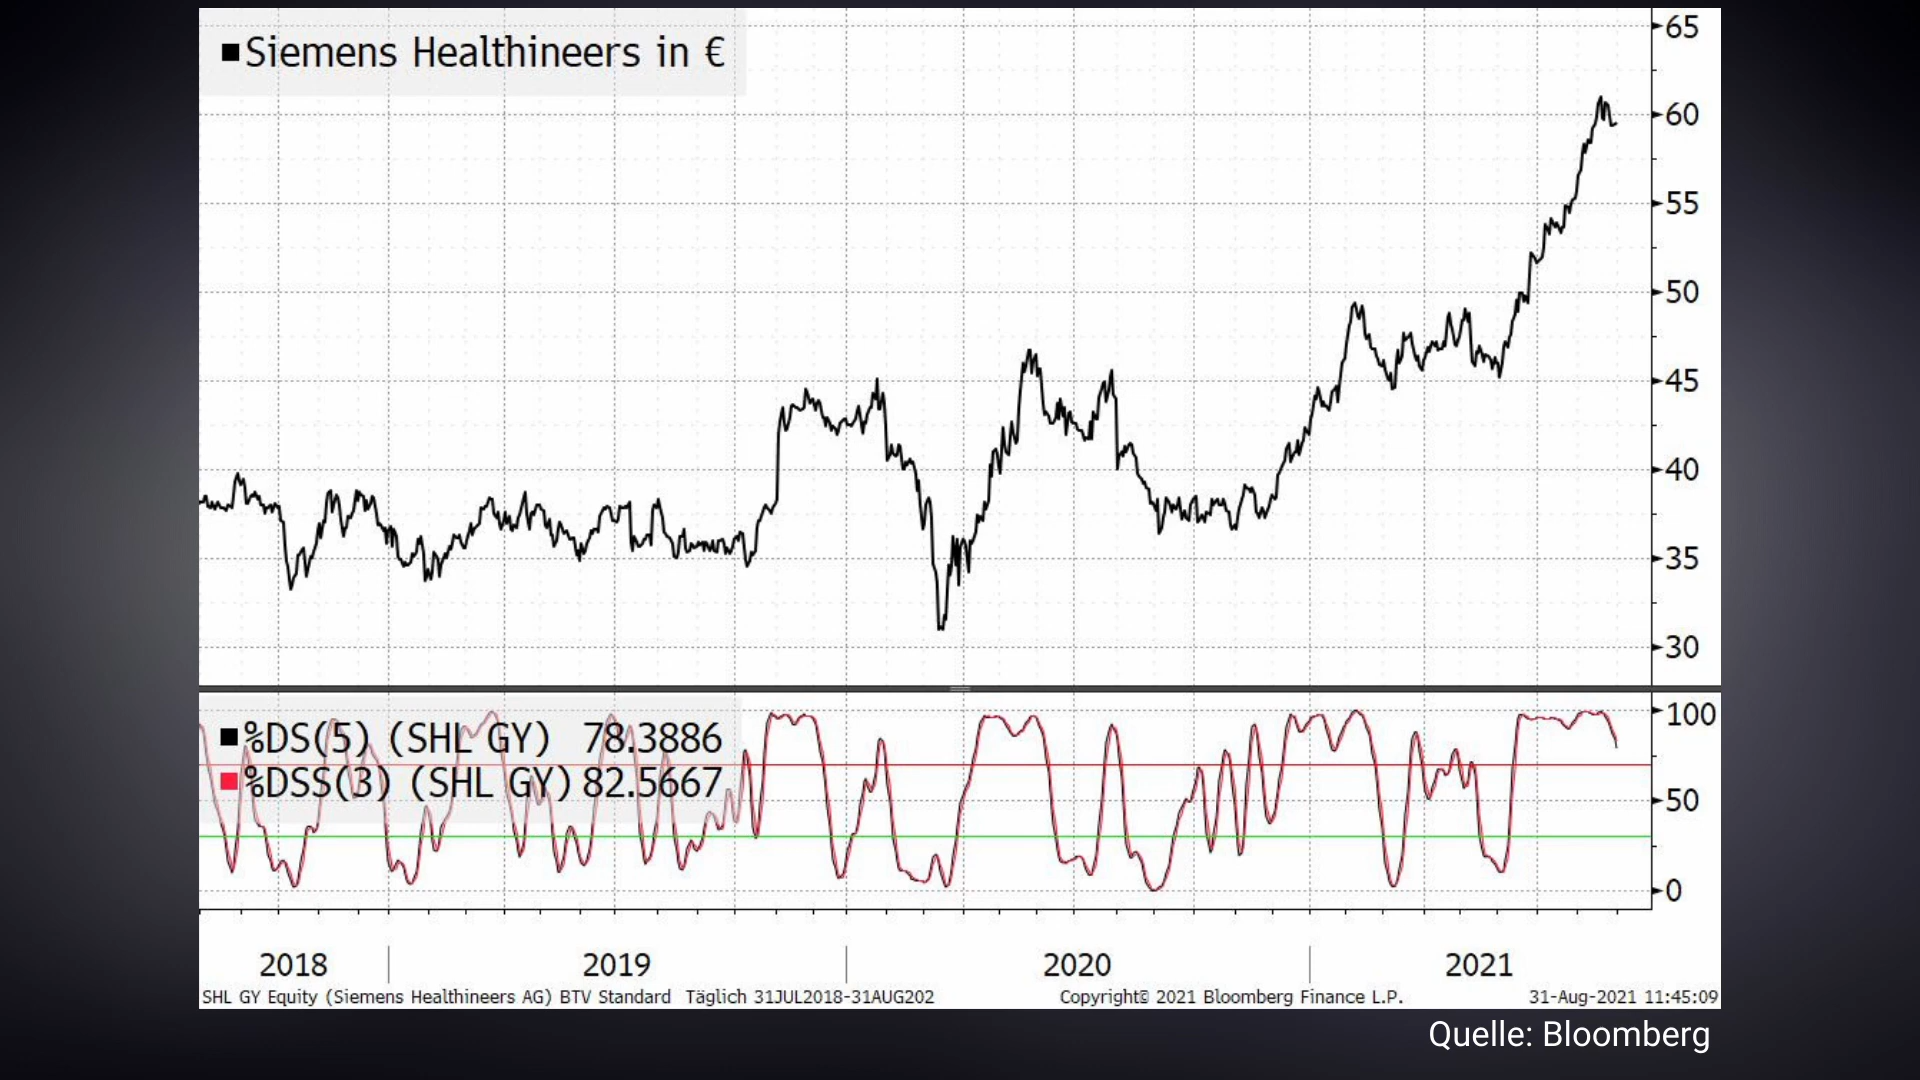 Siemens Healthineers in €
65
60
55
50
45
40
35
30
%DS(5) (SHL GY) 78.3886
%DSS(3) (SHL GY) 82.5667
100
50
0
2018 2019 2020 2021
SHL GY Equity (Siemens Healthineers AG) BTV Standard Täglich 31JUL2018-31AUG202 Copyright© 2021 Bloomberg Finance L.P. 31-Aug-2021 11:45:09
Quelle: Bloomberg